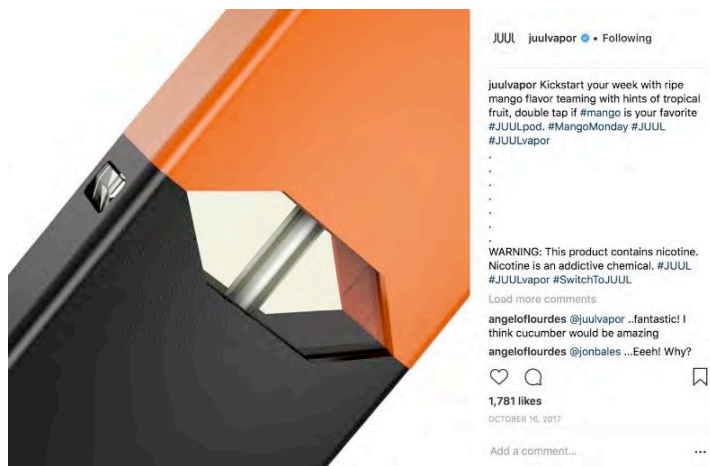 JUUL juulvapor • Following
juulvapor Kickstart your week with ripe
mango flavor teaming with hints of tropical
fruit, double tap if #mango is your favorite
#JUULpod. #MangoMonday #JUUL
#JUULvapor
.
.
.
.
.
.
.
WARNING: This product contains nicotine.
Nicotine is an addictive chemical. #JUUL
#JUULvapor #SwitchToJUUL
Load more comments
angeloflourdes @juulvapor ..fantastic! I
think cucumber would be amazing
angeloflourdes @jonbales ...Eeeh! Why?
1,781 likes
OCTOBER 16, 2017
Add a comment...